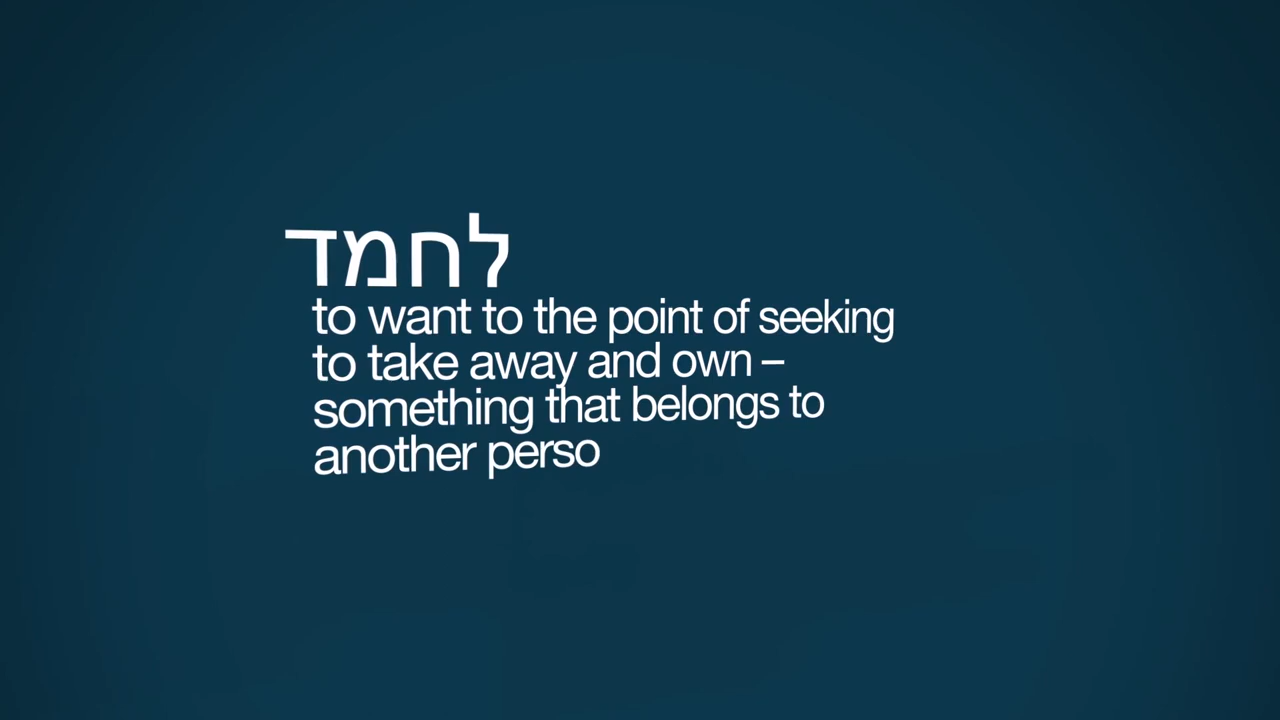 לחמד
to want to the point of seeking
to take away and own –
something that belongs to
another perso